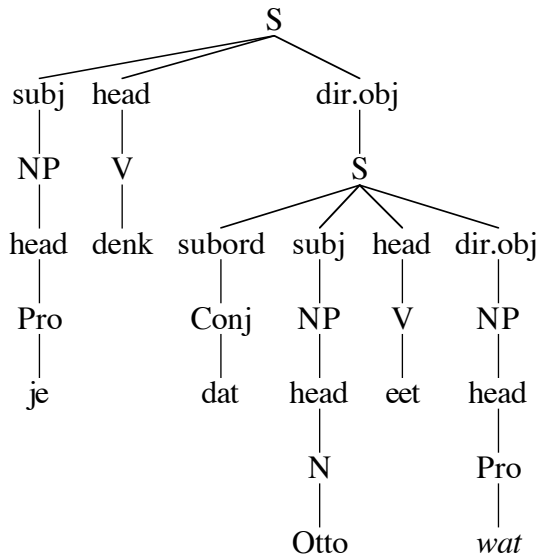 S
subj head dir.obj
NP V S
head denk subord subj head dir.obj
Pro Conj NP V NP
je dat head eet head
N Pro
Otto wat